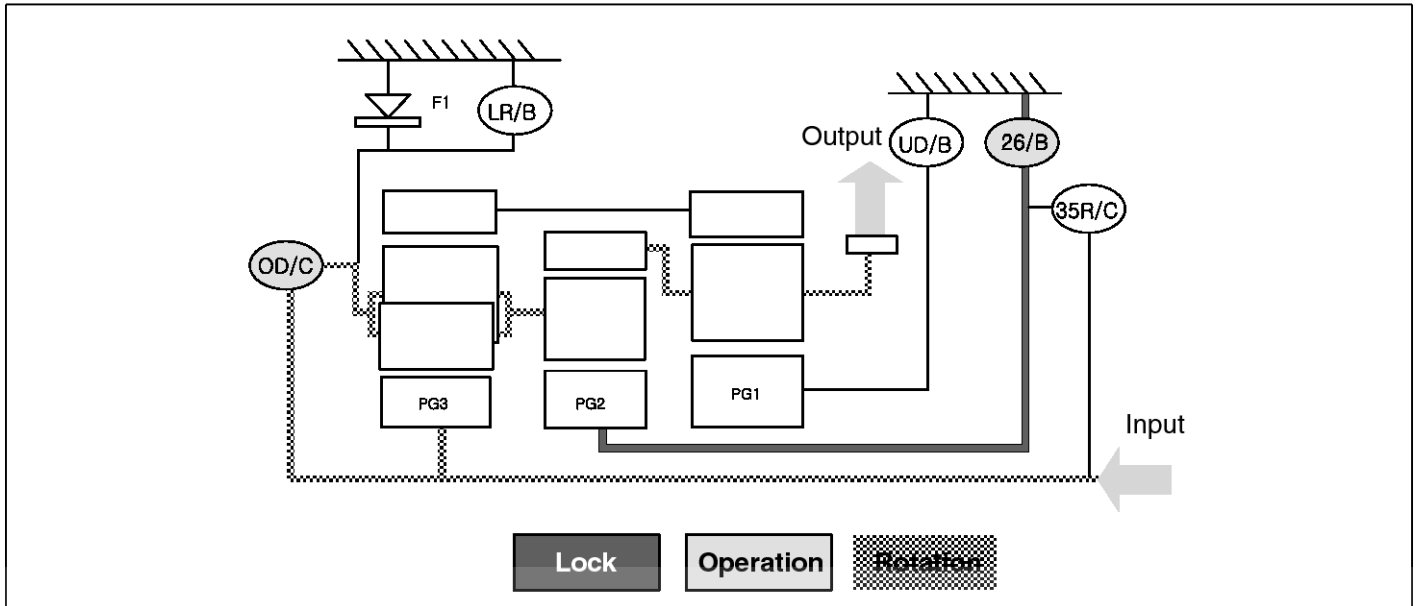 F1
LR/B
Output
UD/B
26/B
35R/C
OD/C
PG3
PG2
PG1
Input
Lock
Operation
Rotation